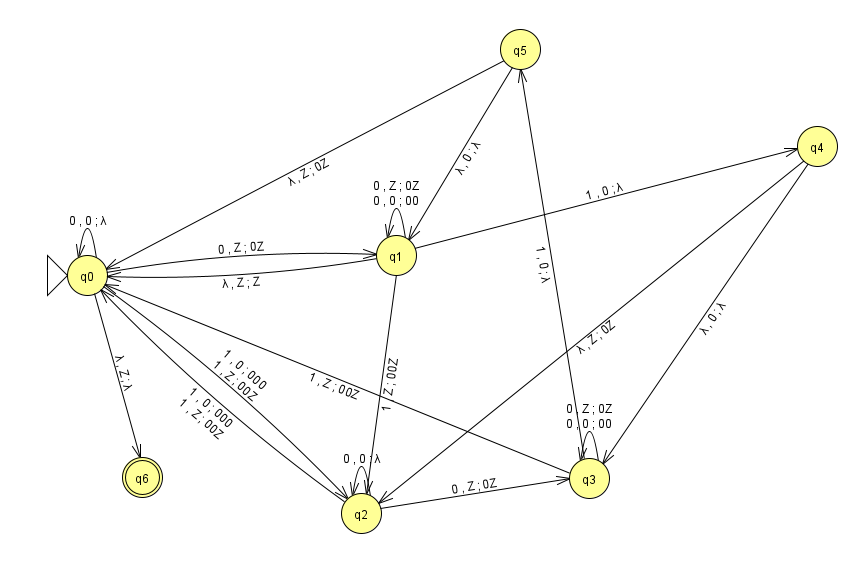 q5
q4
λ , Z ; 0Z
λ , 0 ; λ
0 , Z ; 0Z
0 , 0 ; 00
1 , 0 ; λ
0 , 0 ; λ
q1
0 , Z ; 0Z
q0
λ , Z ; Z
1 , 0 ; λ
λ , 0 ; λ
λ , Z ; 0Z
λ , Z ; λ
1 , 0 ; 000
1 , Z ; 00Z
1 , Z ; 00Z
1 , Z ; 00Z
1 , 0 ; 000
1 , Z ; 00Z
0 , Z ; 0Z
0 , 0 ; 00
0 , 0 ; λ
q6
q3
0 , Z ; 0Z
q2